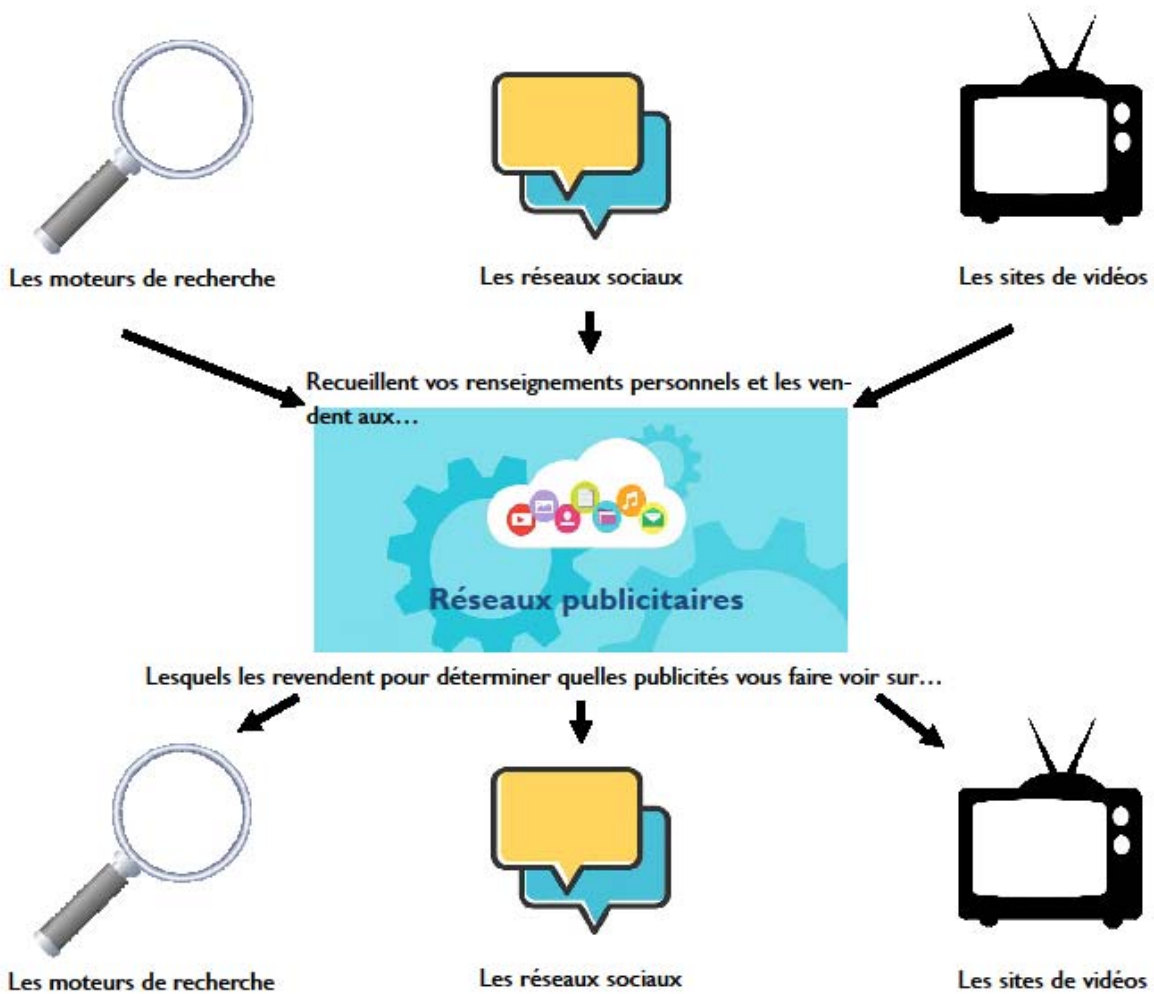 Les moteurs de recherche
Les réseaux sociaux
Les sites de vidéos
Recueillent vos renseignements personnels et les ven-
dent aux…
Réseaux publicitaires
Lesquels les revendent pour déterminer quelles publicités vous faire voir sur…
Les moteurs de recherche
Les réseaux sociaux
Les sites de vidéos